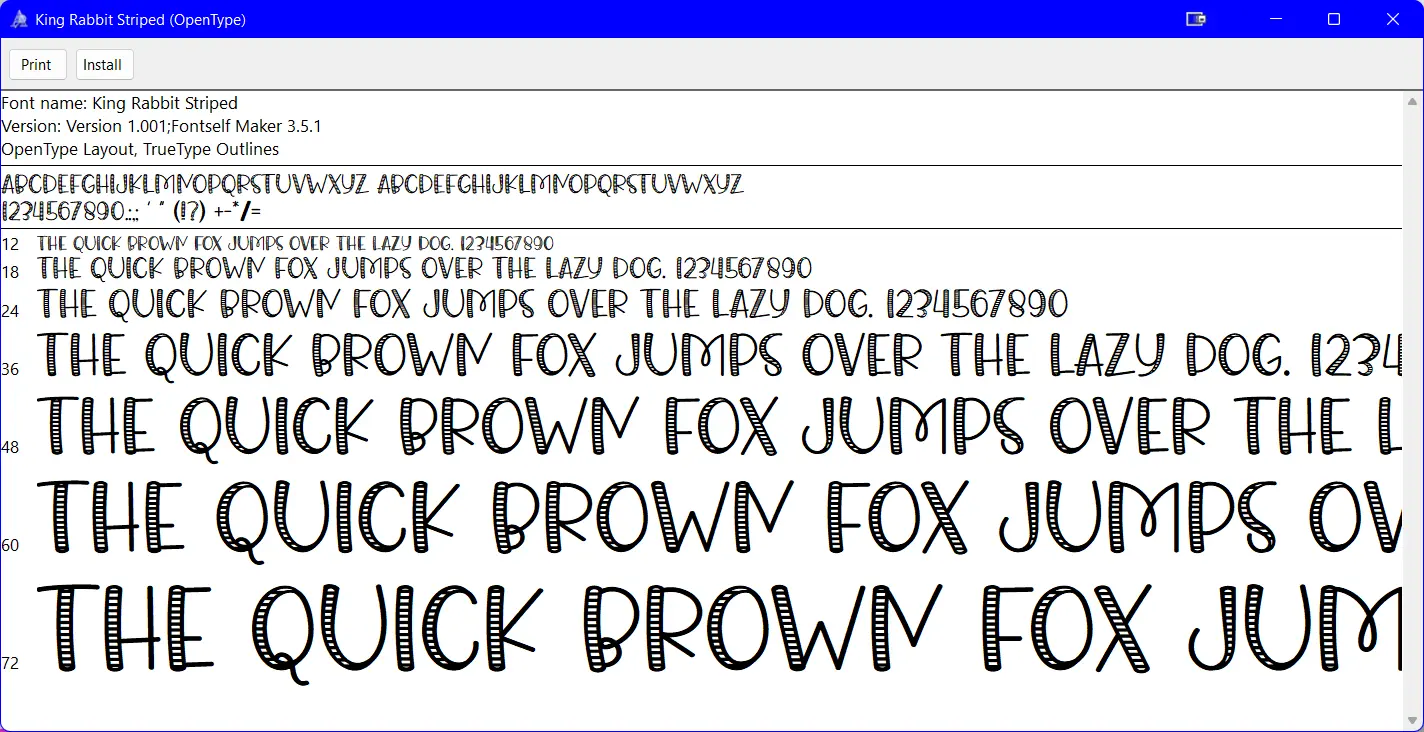 King Rabbit Striped (OpenType)
Print Install
Font name: King Rabbit Striped
Version: Version 1.001;Fontself Maker 3.5.1
OpenType Layout, TrueType Outlines
ABCDEFGHIJKLMNOPQRSTUVWXYZ ABCDEFGHIJKLMNOPQRSTUVWXYZ
1234567890.:,; ' " (!?) +-*/=
12 THE QUICK BROWN FOX JUMPS OVER THE LAZY DOG. 1234567890
18 THE QUICK BROWN FOX JUMPS OVER THE LAZY DOG. 1234567890
24 THE QUICK BROWN FOX JUMPS OVER THE LAZY DOG. 1234567890
36 THE QUICK BROWN FOX JUMPS OVER THE LAZY DOG. 1234
48 THE QUICK BROWN FOX JUMPS OVER THE L
60 THE QUICK BROWN FOX JUMPS OV
72 THE QUICK BROWN FOX JUM